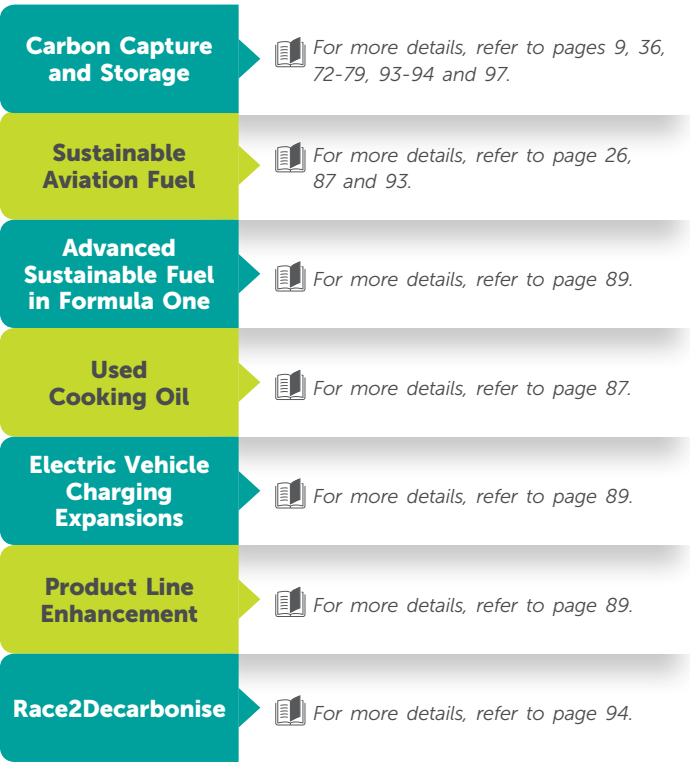 Carbon Capture
and Storage
For more details, refer to pages 9, 36,
72-79, 93-94 and 97.
Sustainable
Aviation Fuel
For more details, refer to page 26,
87 and 93.
Advanced
Sustainable Fuel
in Formula One
For more details, refer to page 89.
Used
Cooking Oil
For more details, refer to page 87.
Electric Vehicle
Charging
Expansions
For more details, refer to page 89.
Product Line
Enhancement
For more details, refer to page 89.
Race2Decarbonise
For more details, refer to page 94.